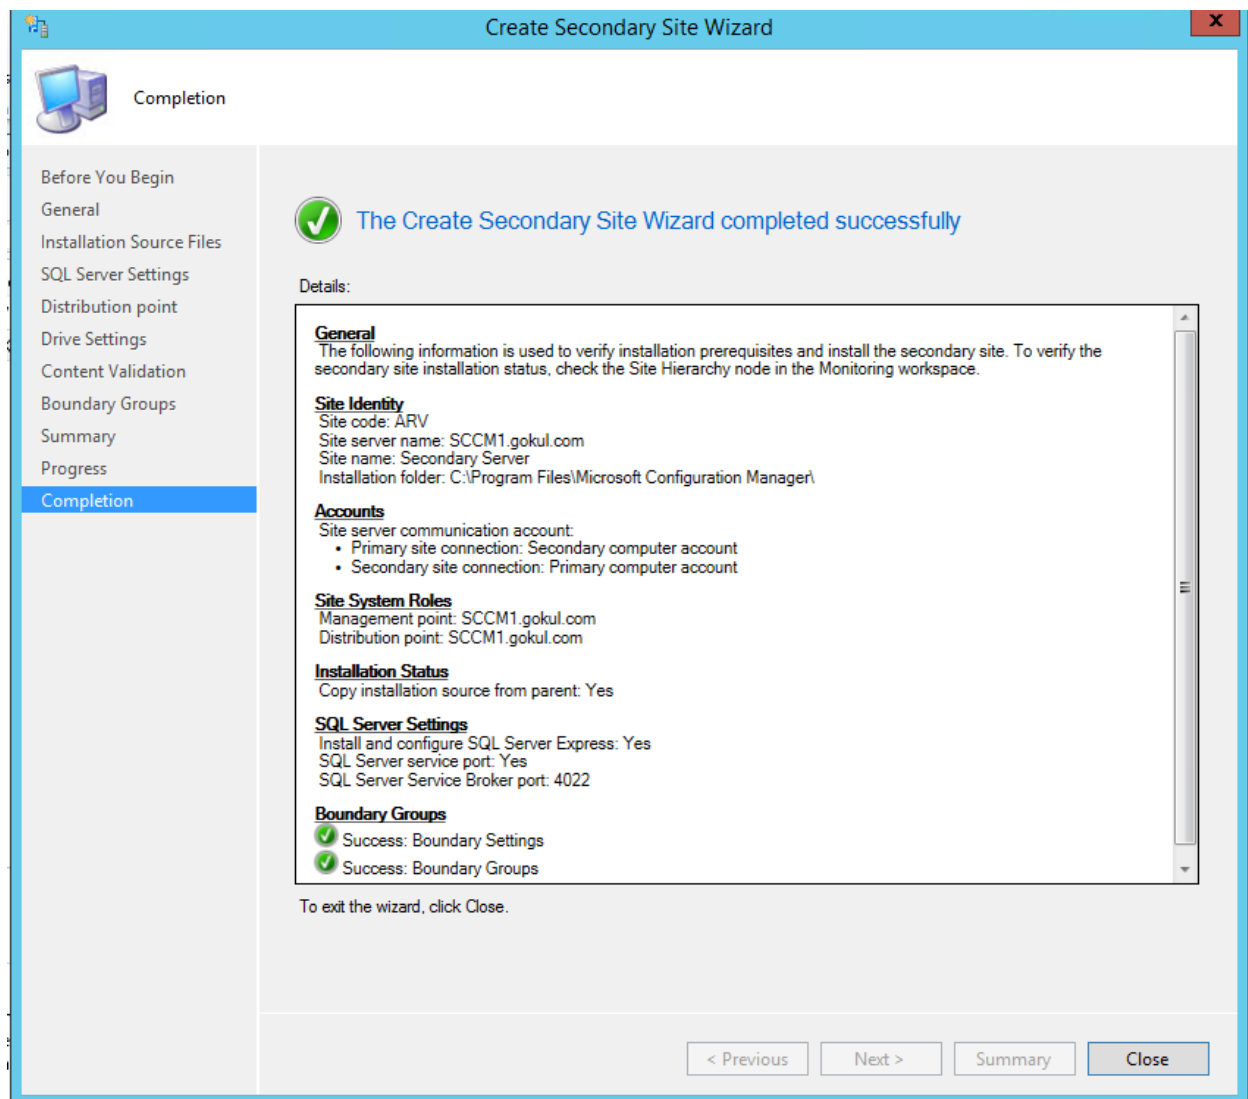 Create Secondary Site Wizard
x
Completion
Before You Begin
General
Installation Source Files
SQL Server Settings
Distribution point
Drive Settings
Content Validation
Boundary Groups
Summary
Progress
Completion
The Create Secondary Site Wizard completed successfully
Details:
General
The following information is used to verify installation prerequisites and install the secondary site. To verify the
secondary site installation status, check the Site Hierarchy node in the Monitoring workspace.
Site Identity
Site code: ARV
Site server name: SCCM1.gokul.com
Site name: Secondary Server
Installation folder: C:\Program Files\Microsoft Configuration Manager\
Accounts
Site server communication account:
• Primary site connection: Secondary computer account
• Secondary site connection: Primary computer account
Site System Roles
Management point: SCCM1.gokul.com
Distribution point: SCCM1.gokul.com
Installation Status
Copy installation source from parent: Yes
SQL Server Settings
Install and configure SQL Server Express: Yes
SQL Server service port: Yes
SQL Server Service Broker port: 4022
Boundary Groups
Success: Boundary Settings
Success: Boundary Groups
To exit the wizard, click Close.
< Previous
Next >
Summary
Close